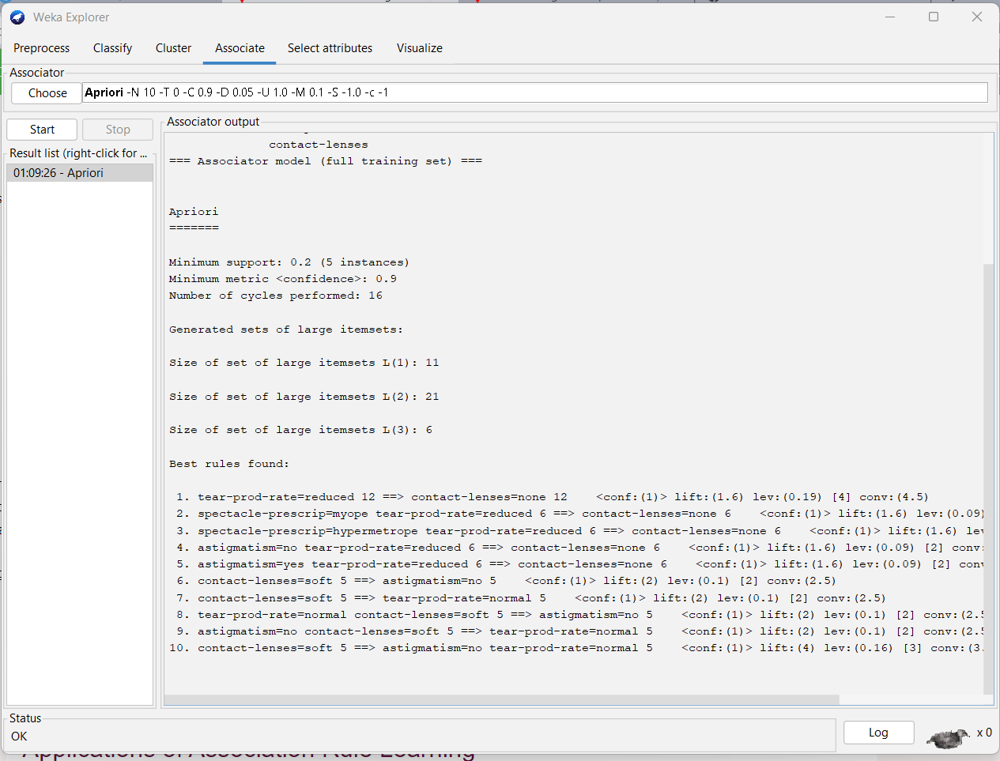 Weka Explorer
Preprocess Classify Cluster Associate Select attributes Visualize
Associator
Choose Apriori -N 10 -T 0 -C 0.9 -D 0.05 -U 1.0 -M 0.1 -S -1.0 -c -1
Start Stop
Associator output
Result list (right-click for ...
01:09:26 - Apriori
contact-lenses
=== Associator model (full training set) ===
Apriori
=======
Minimum support: 0.2 (5 instances)
Minimum metric <confidence>: 0.9
Number of cycles performed: 16
Generated sets of large itemsets:
Size of set of large itemsets L(1): 11
Size of set of large itemsets L(2): 21
Size of set of large itemsets L(3): 6
Best rules found:
1. tear-prod-rate=reduced 12 ==> contact-lenses=none 12 <conf:(1)> lift:(1.6) lev:(0.19) [4] conv:(4.5)
2. spectacle-prescrip=myope tear-prod-rate=reduced 6 ==> contact-lenses=none 6 <conf:(1)> lift:(1.6) lev:(0.09)
3. spectacle-prescrip=hypermetrope tear-prod-rate=reduced 6 ==> contact-lenses=none 6 <conf:(1)> lift:(1.6) lev
4. astigmatism=no tear-prod-rate=reduced 6 ==> contact-lenses=none 6 <conf:(1)> lift:(1.6) lev:(0.09) [2] conv:
5. astigmatism=yes tear-prod-rate=reduced 6 ==> contact-lenses=none 6 <conf:(1)> lift:(1.6) lev:(0.09) [2] conv
6. contact-lenses=soft 5 ==> astigmatism=no 5 <conf:(1)> lift:(2) lev:(0.1) [2] conv:(2.5)
7. contact-lenses=soft 5 ==> tear-prod-rate=normal 5 <conf:(1)> lift:(2) lev:(0.1) [2] conv:(2.5)
8. tear-prod-rate=normal contact-lenses=soft 5 ==> astigmatism=no 5 <conf:(1)> lift:(2) lev:(0.1) [2] conv:(2.5
9. astigmatism=no contact-lenses=soft 5 ==> tear-prod-rate=normal 5 <conf:(1)> lift:(2) lev:(0.1) [2] conv:(2.5
10. contact-lenses=soft 5 ==> astigmatism=no tear-prod-rate=normal 5 <conf:(1)> lift:(4) lev:(0.16) [3] conv:(3.
Status
OK
Log
x 0
Applications of Association Rule Learning